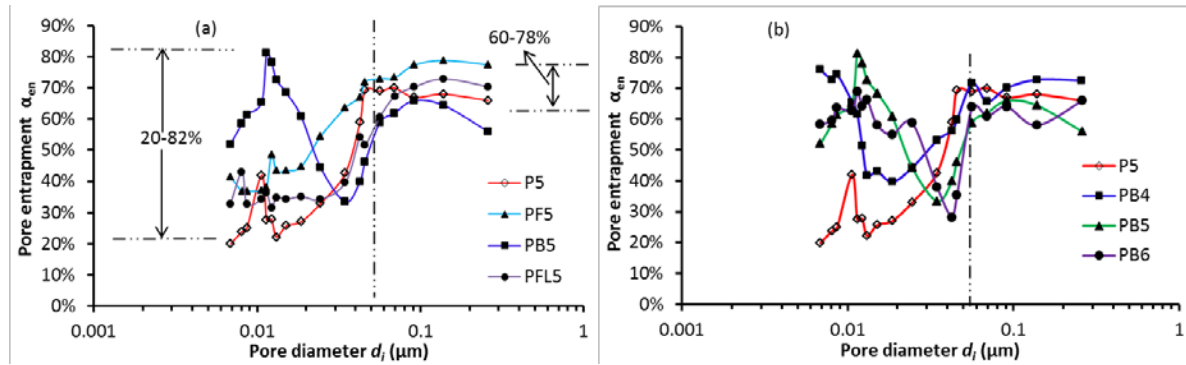 90%
80%
70%
60%
50%
40%
30%
20%
10%
0%
Pore entrapment αen
(a)
20-82%
60-78%
P5
PF5
PB5
PFL5
0.001
0.01
0.1
1
Pore diameter di (µm)
90%
80%
70%
60%
50%
40%
30%
20%
10%
0%
Pore entrapment αen
(b)
P5
PB4
PB5
PB6
0.001
0.01
0.1
1
Pore diameter di (µm)